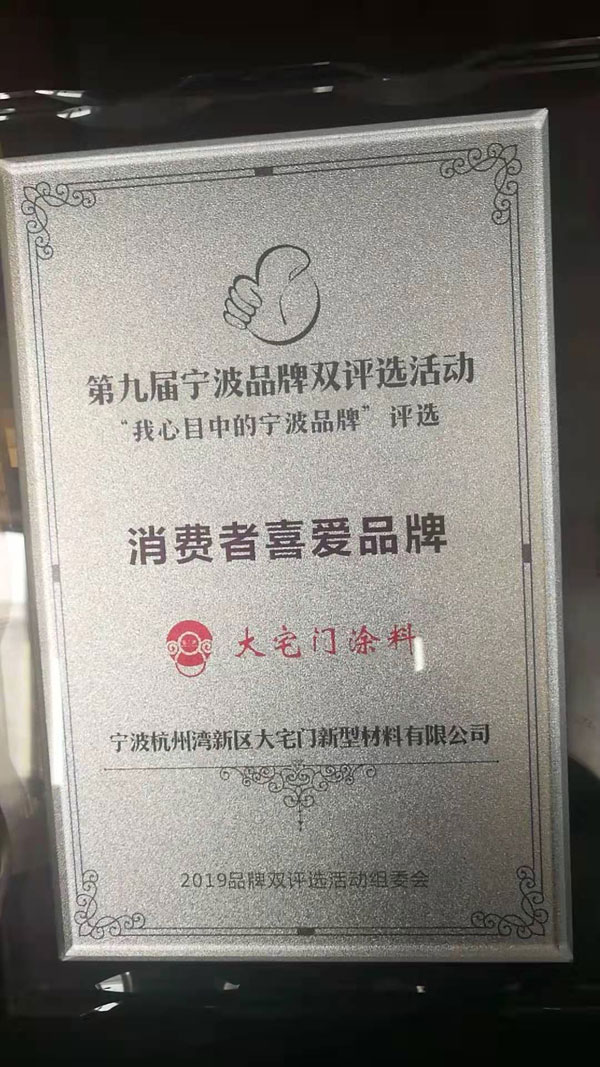 第九届宁波品牌双评选活动
“我心目中的宁波品牌”评选
消费者喜爱品牌
大宅门涂料
宁波杭州湾新区大宅门新型材料有限公司
2019品牌双评选活动组委会